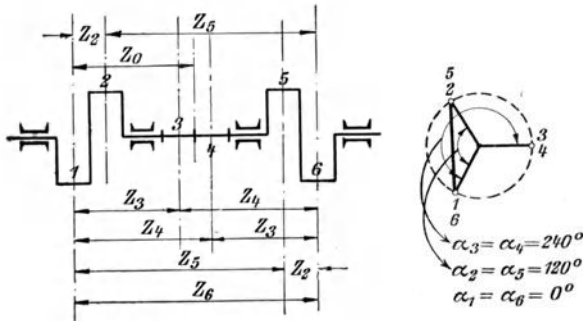 Z₂ Z₅
Z₀
2 5
3 4
1 6
Z₃ Z₄
Z₄ Z₃
Z₅ Z₂
Z₆
5
2
3
4
1
6
α₃ = α₄ = 240°
α₂ = α₅ = 120°
α₁ = α₆ = 0°